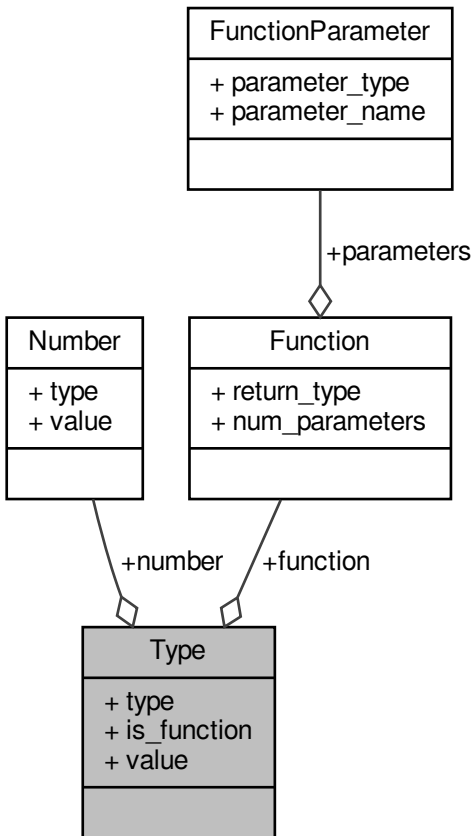 FunctionParameter
+ parameter_type
+ parameter_name
+parameters
Number
+ type
+ value
Function
+ return_type
+ num_parameters
+number
+function
Type
+ type
+ is_function
+ value